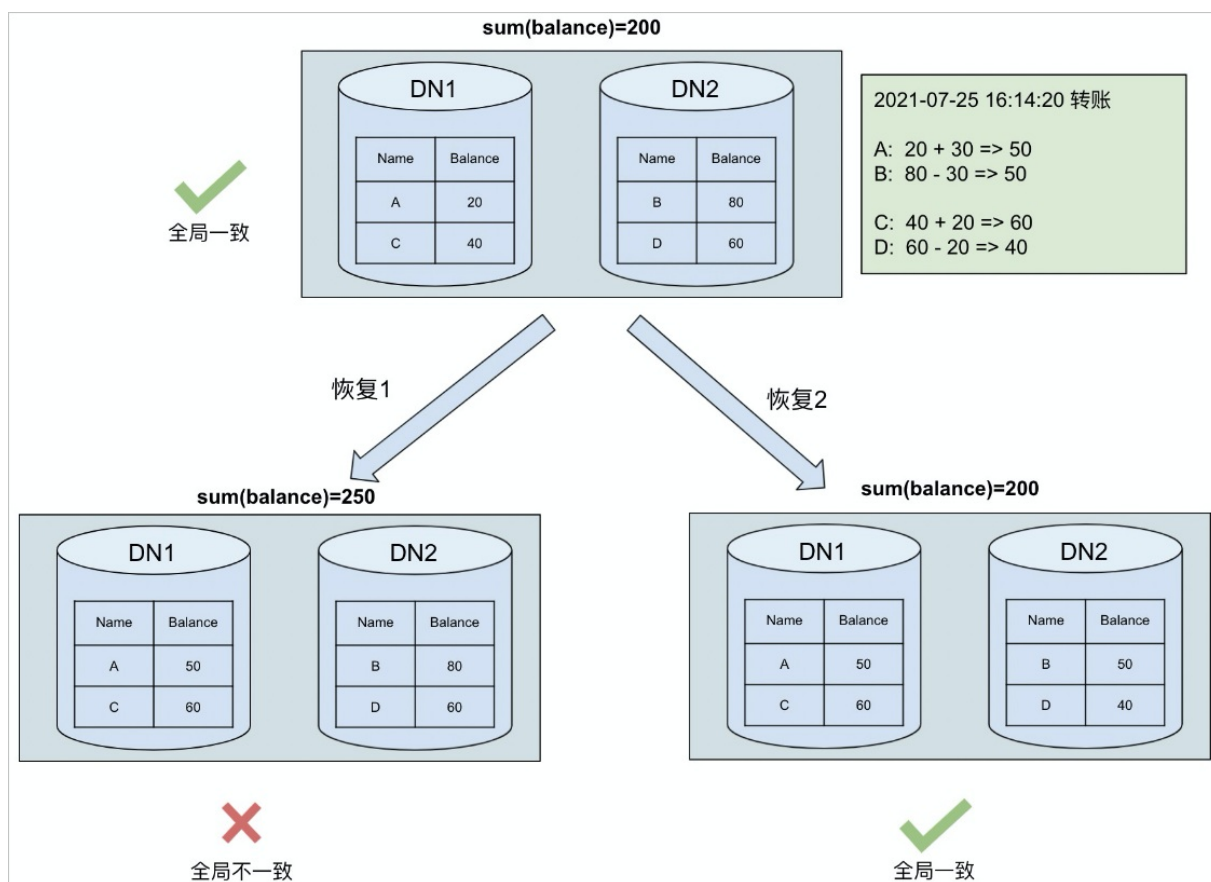 sum(balance)=200
DN1
DN2
Name Balance
A 20
C 40
Name Balance
B 80
D 60
2021-07-25 16:14:20 转账
A: 20 + 30 => 50
B: 80 - 30 => 50
C: 40 + 20 => 60
D: 60 - 20 => 40
全局一致
恢复1
恢复2
sum(balance)=250
DN1
DN2
Name Balance
A 50
C 60
Name Balance
B 80
D 60
全局不一致
sum(balance)=200
DN1
DN2
Name Balance
A 50
C 60
Name Balance
B 50
D 40
全局一致